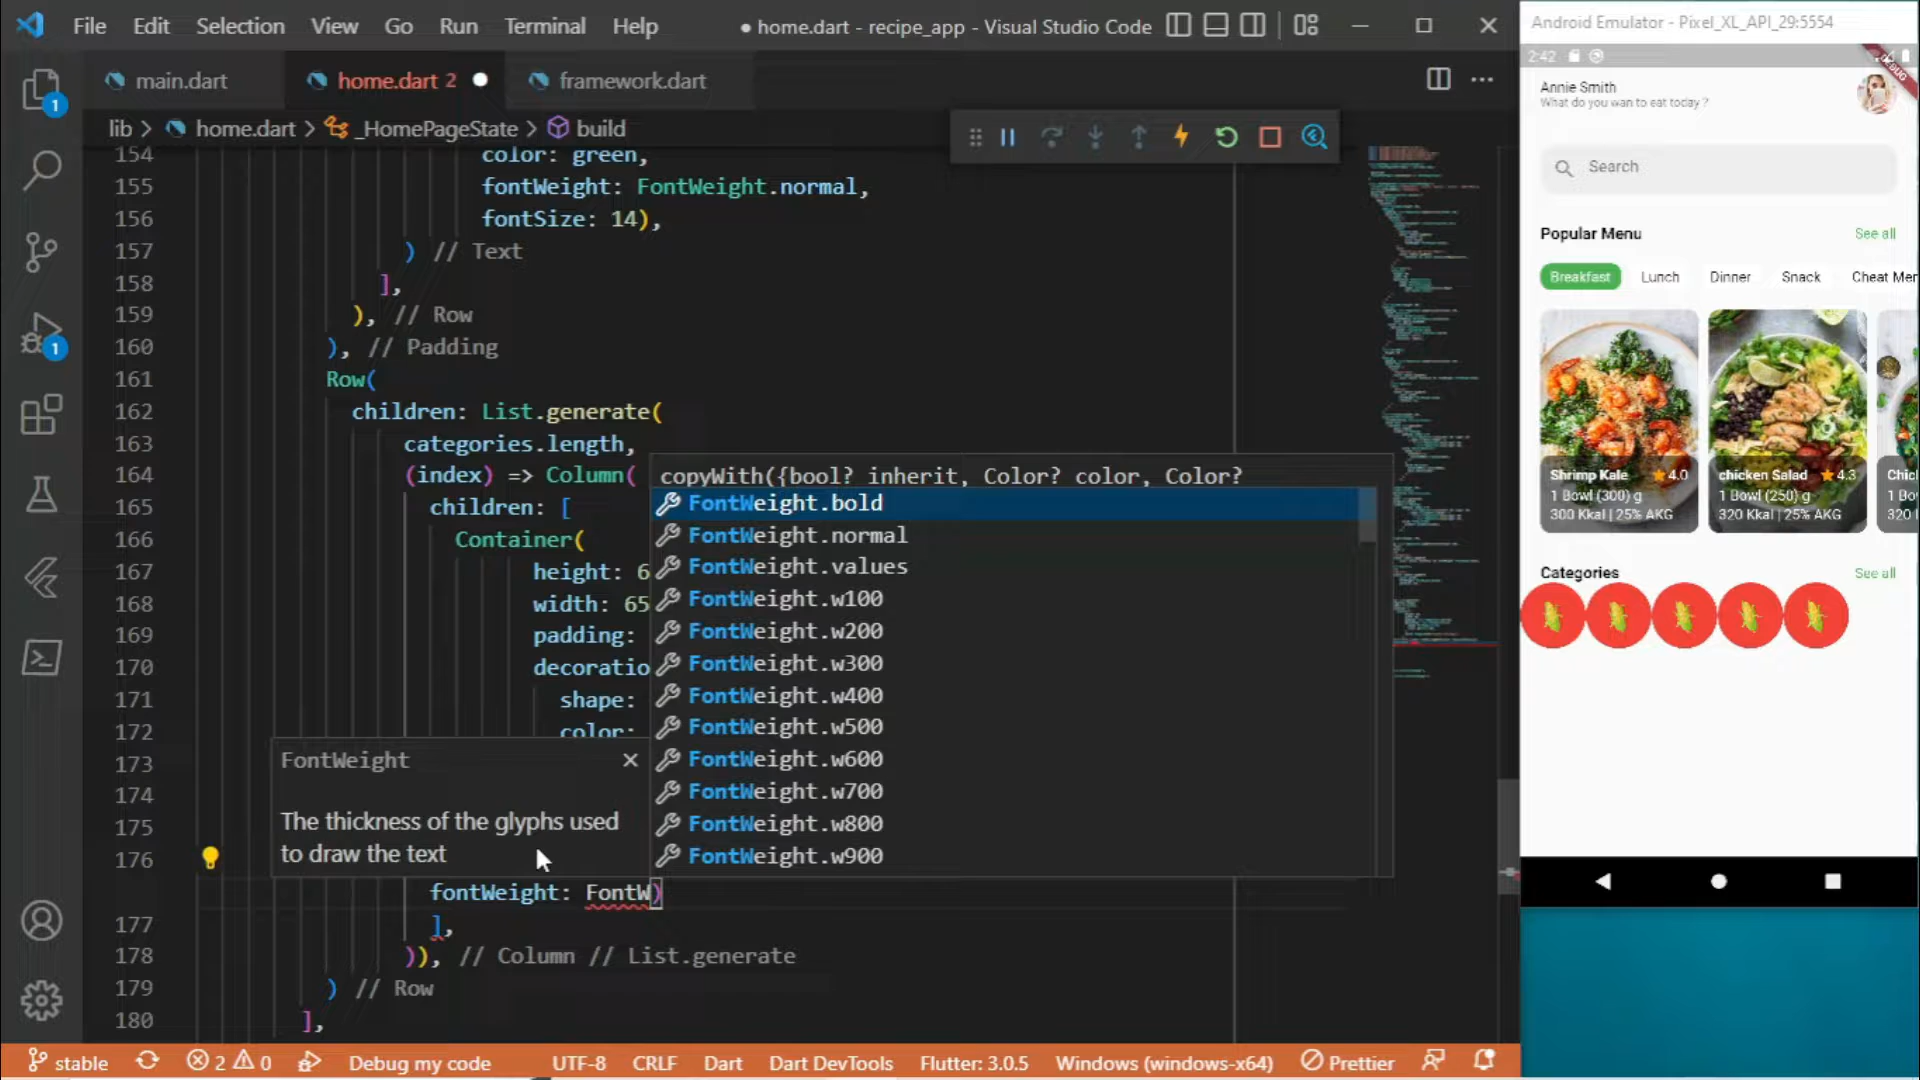 File Edit Selection View Go Run Terminal Help
● home.dart - recipe_app - Visual Studio Code
main.dart
home.dart 2
framework.dart
lib > home.dart > _HomePageState > build
154 color: green,
155 fontWeight: FontWeight.normal,
156 fontSize: 14),
157 ) // Text
158 ],
159 ), // Row
160 ), // Padding
161 Row(
162 children: List.generate(
163 categories.length,
164 (index) => Column(
165 children: [
166 Container(
167 height: 6
168 width: 65
169 padding:
170 decoratio
171 shape:
172 color:
173
174
175
176
fontWeight: FontW)
177 ],
178 )), // Column // List.generate
179 ) // Row
180 ],
copyWith({bool? inherit, Color? color, Color?
FontWeight.bold
FontWeight.normal
FontWeight.values
FontWeight.w100
FontWeight.w200
FontWeight.w300
FontWeight.w400
FontWeight.w500
FontWeight.w600
FontWeight.w700
FontWeight.w800
FontWeight.w900
FontWeight
The thickness of the glyphs used
to draw the text
1
1
stable 2 0 Debug my code UTF-8 CRLF Dart Dart DevTools Flutter: 3.0.5 Windows (windows-x64) Prettier
Android Emulator - Pixel_XL_API_29:5554
2:42
Annie Smith
What do you wan to eat today ?
Search
Popular Menu See all
Breakfast Lunch Dinner Snack Cheat Mer
Shrimp Kale 4.0
1 Bowl (300) g
300 Kkal | 25% AKG
chicken Salad 4.3
1 Bowl (250) g
320 Kkal | 25% AKG
Chic
1 Bo
320
Categories See all